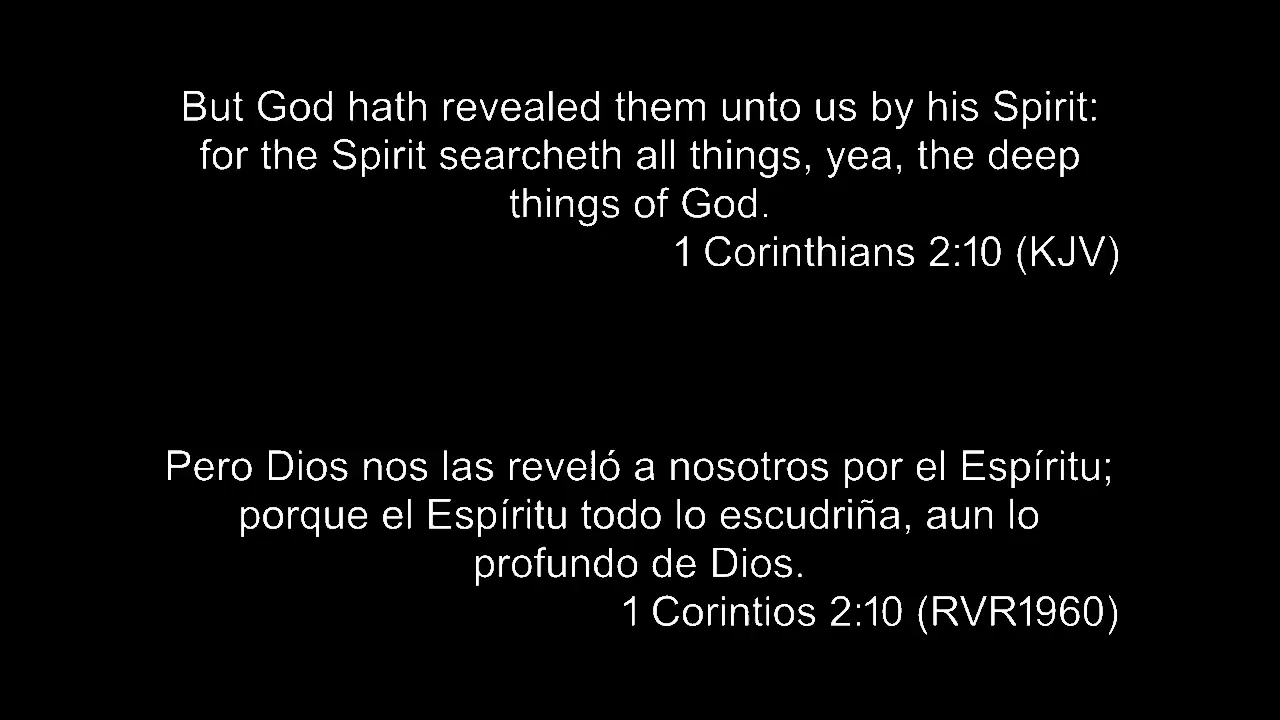 But God hath revealed them unto us by his Spirit:
for the Spirit searcheth all things, yea, the deep
things of God.
1 Corinthians 2:10 (KJV)
Pero Dios nos las reveló a nosotros por el Espíritu;
porque el Espíritu todo lo escudriña, aun lo
profundo de Dios.
1 Corintios 2:10 (RVR1960)